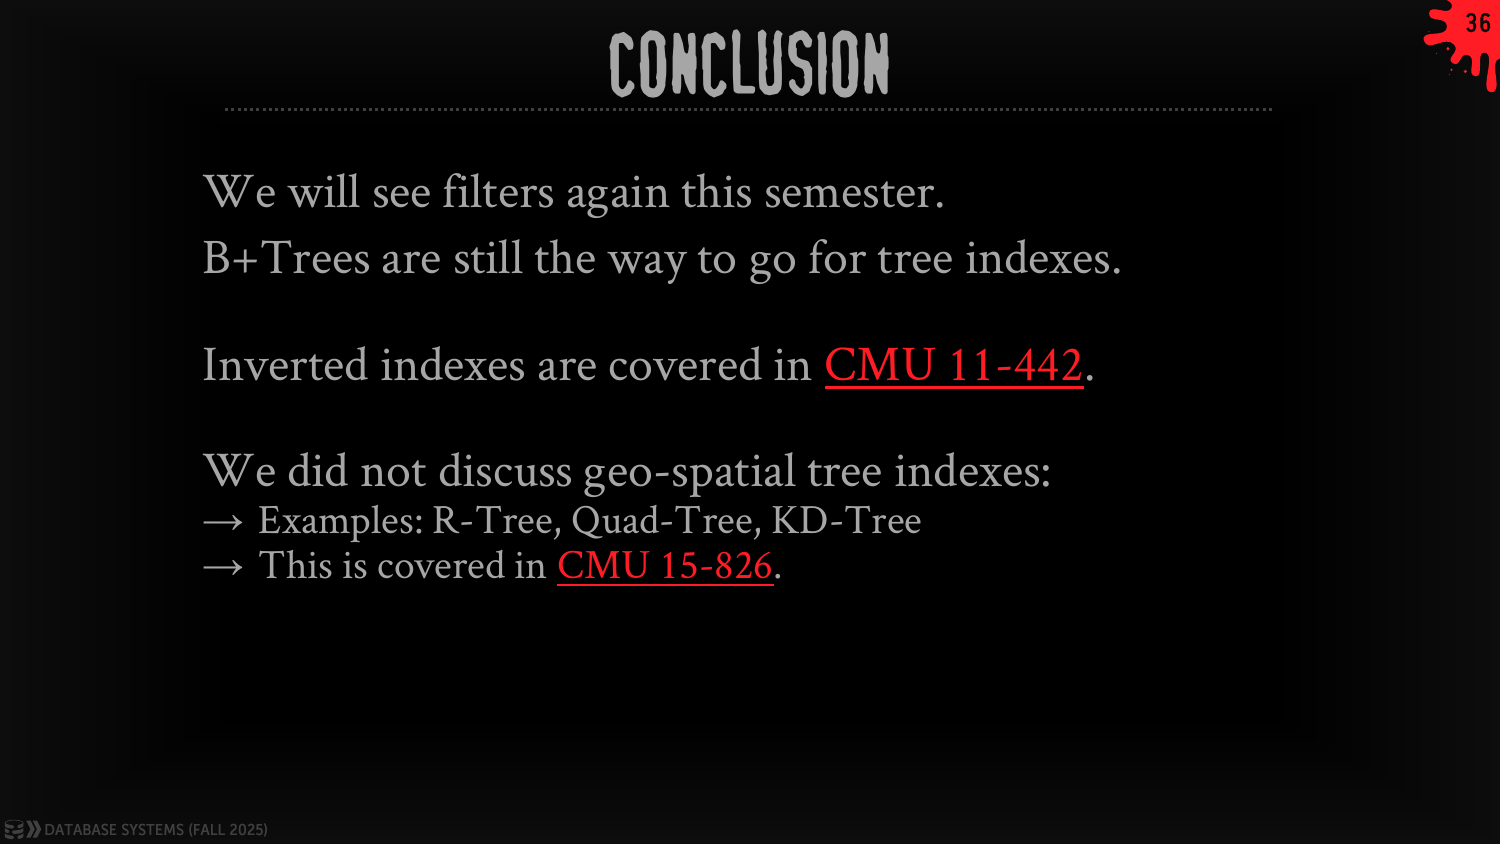 CONCLUSION
36
We will see filters again this semester.
B+Trees are still the way to go for tree indexes.
Inverted indexes are covered in CMU 11-442.
We did not discuss geo-spatial tree indexes:
→ Examples: R-Tree, Quad-Tree, KD-Tree
→ This is covered in CMU 15-826.
DATABASE SYSTEMS (FALL 2025)